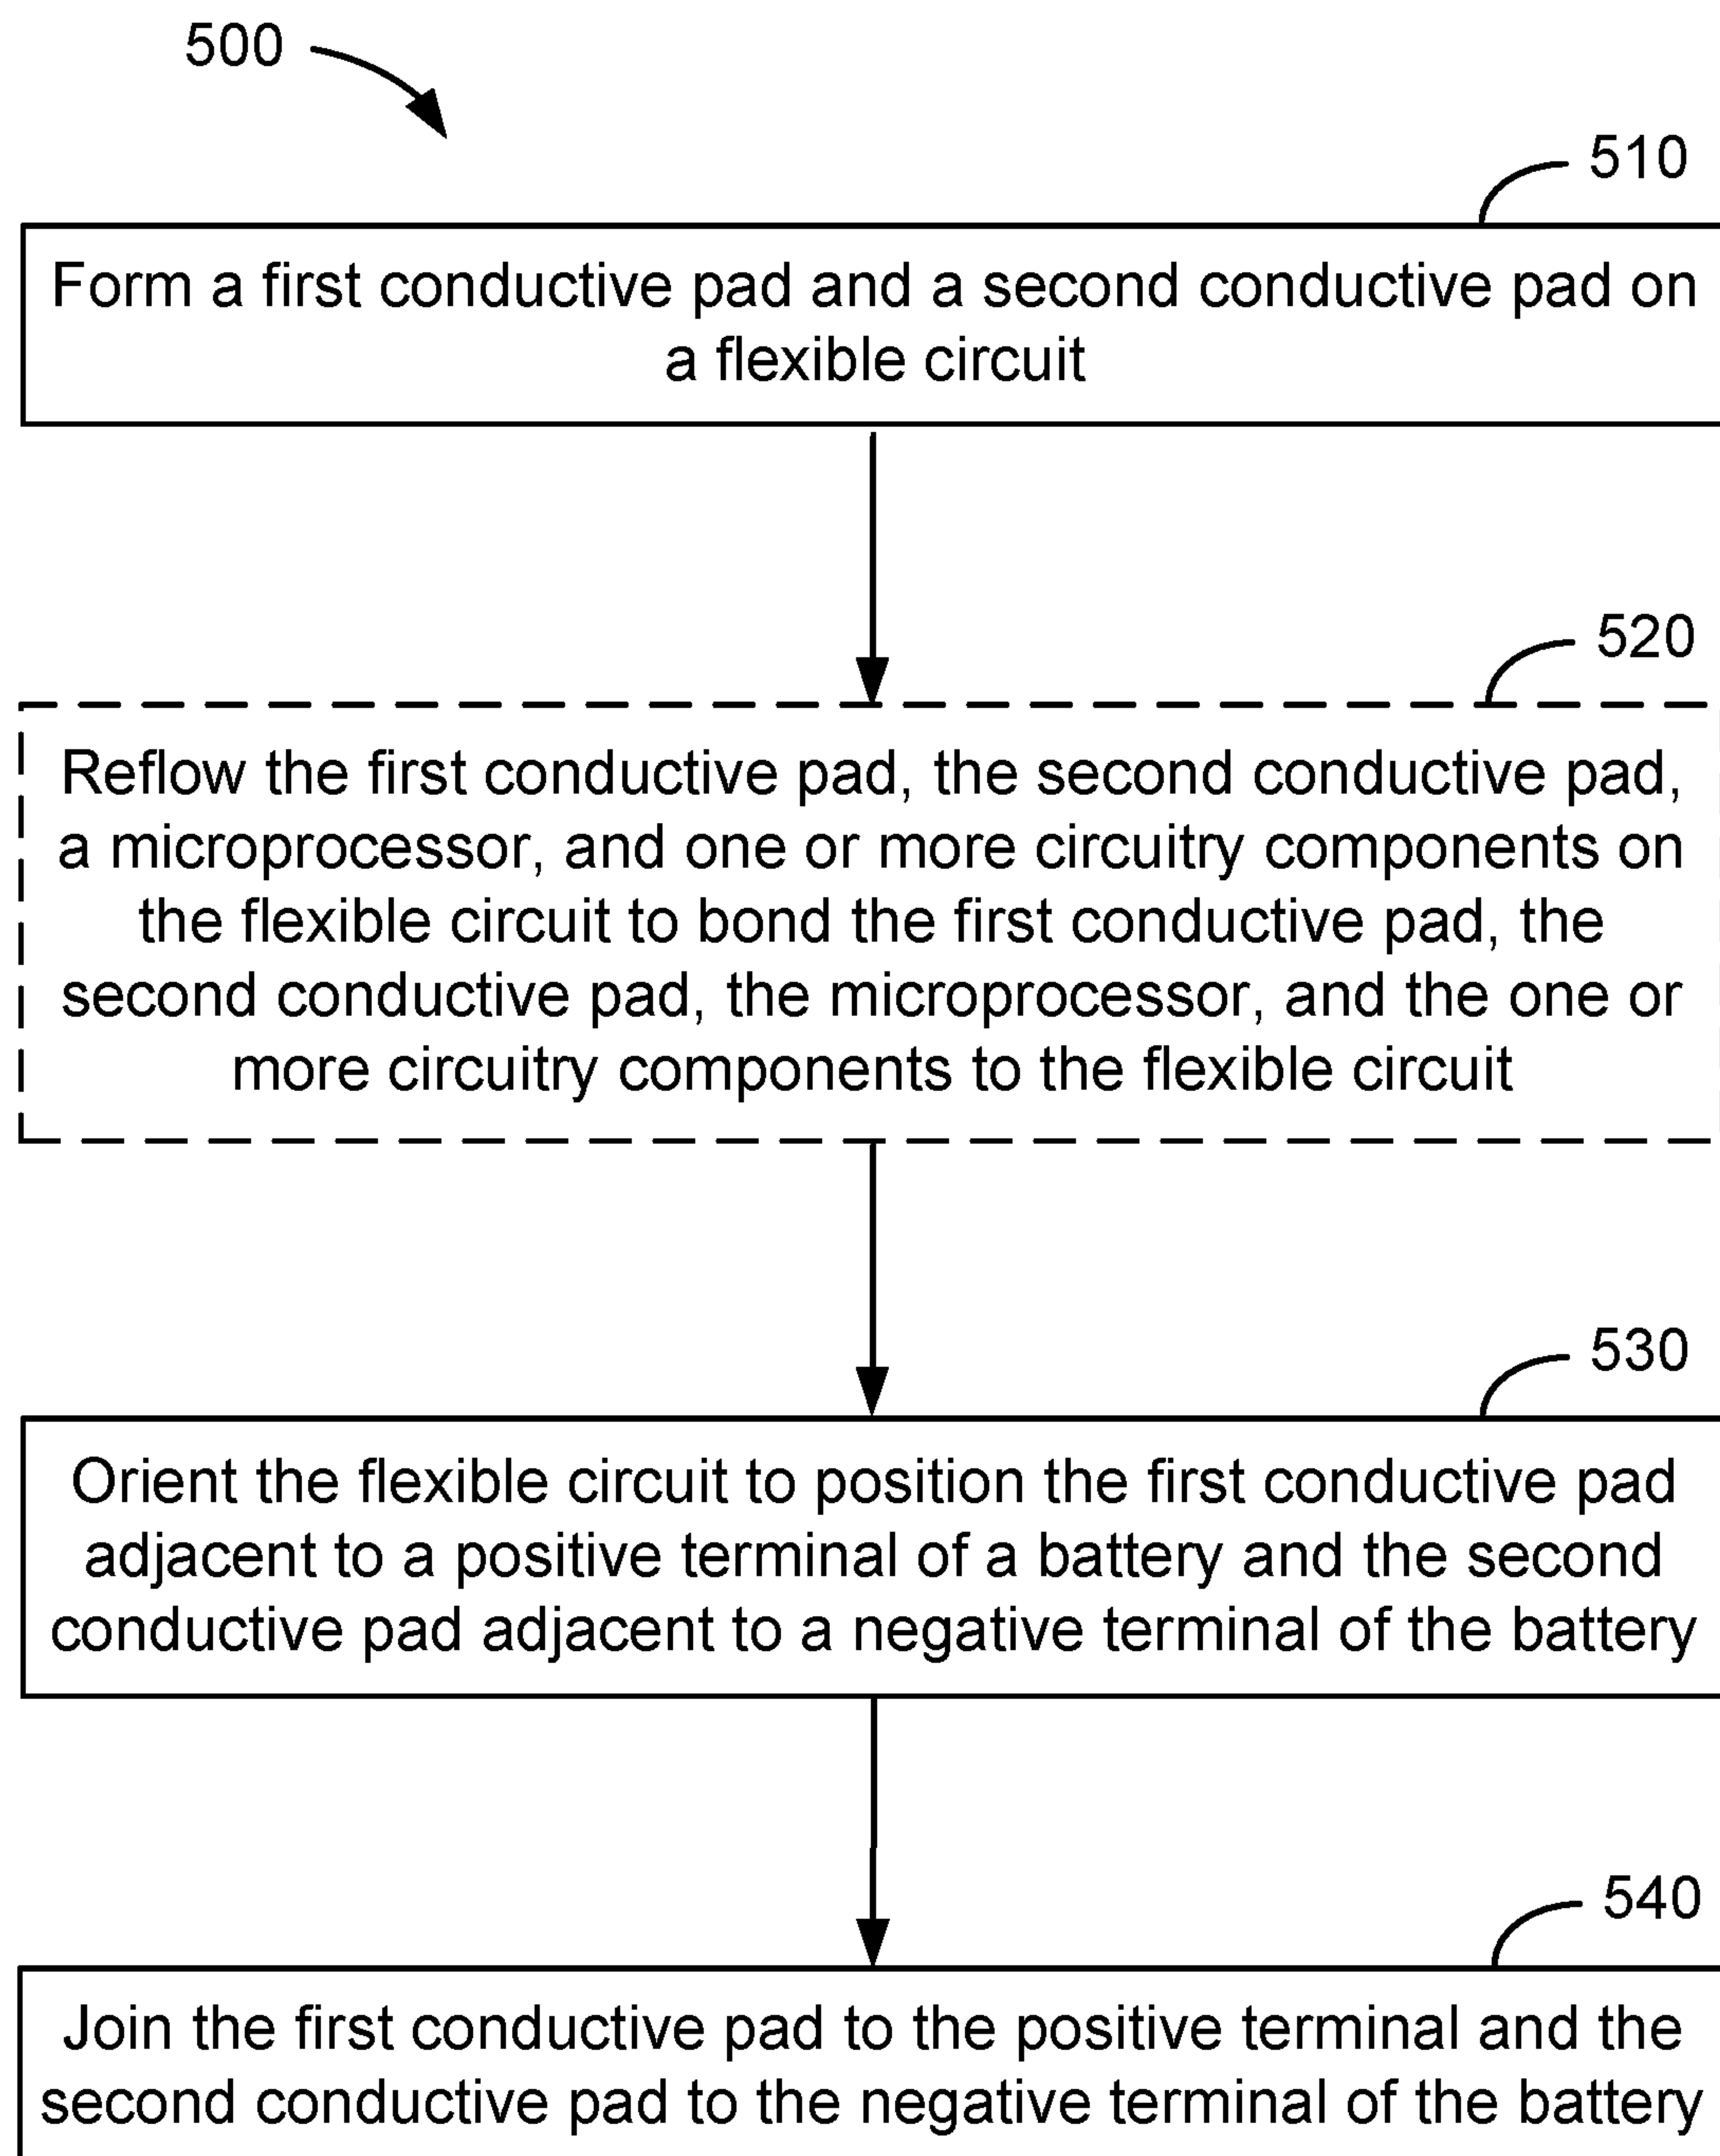 500
510
Form a first conductive pad and a second conductive pad on
a flexible circuit
520
Reflow the first conductive pad, the second conductive pad,
a microprocessor, and one or more circuitry components on
the flexible circuit to bond the first conductive pad, the
second conductive pad, the microprocessor, and the one or
more circuitry components to the flexible circuit
530
Orient the flexible circuit to position the first conductive pad
adjacent to a positive terminal of a battery and the second
conductive pad adjacent to a negative terminal of the battery
540
Join the first conductive pad to the positive terminal and the
second conductive pad to the negative terminal of the battery